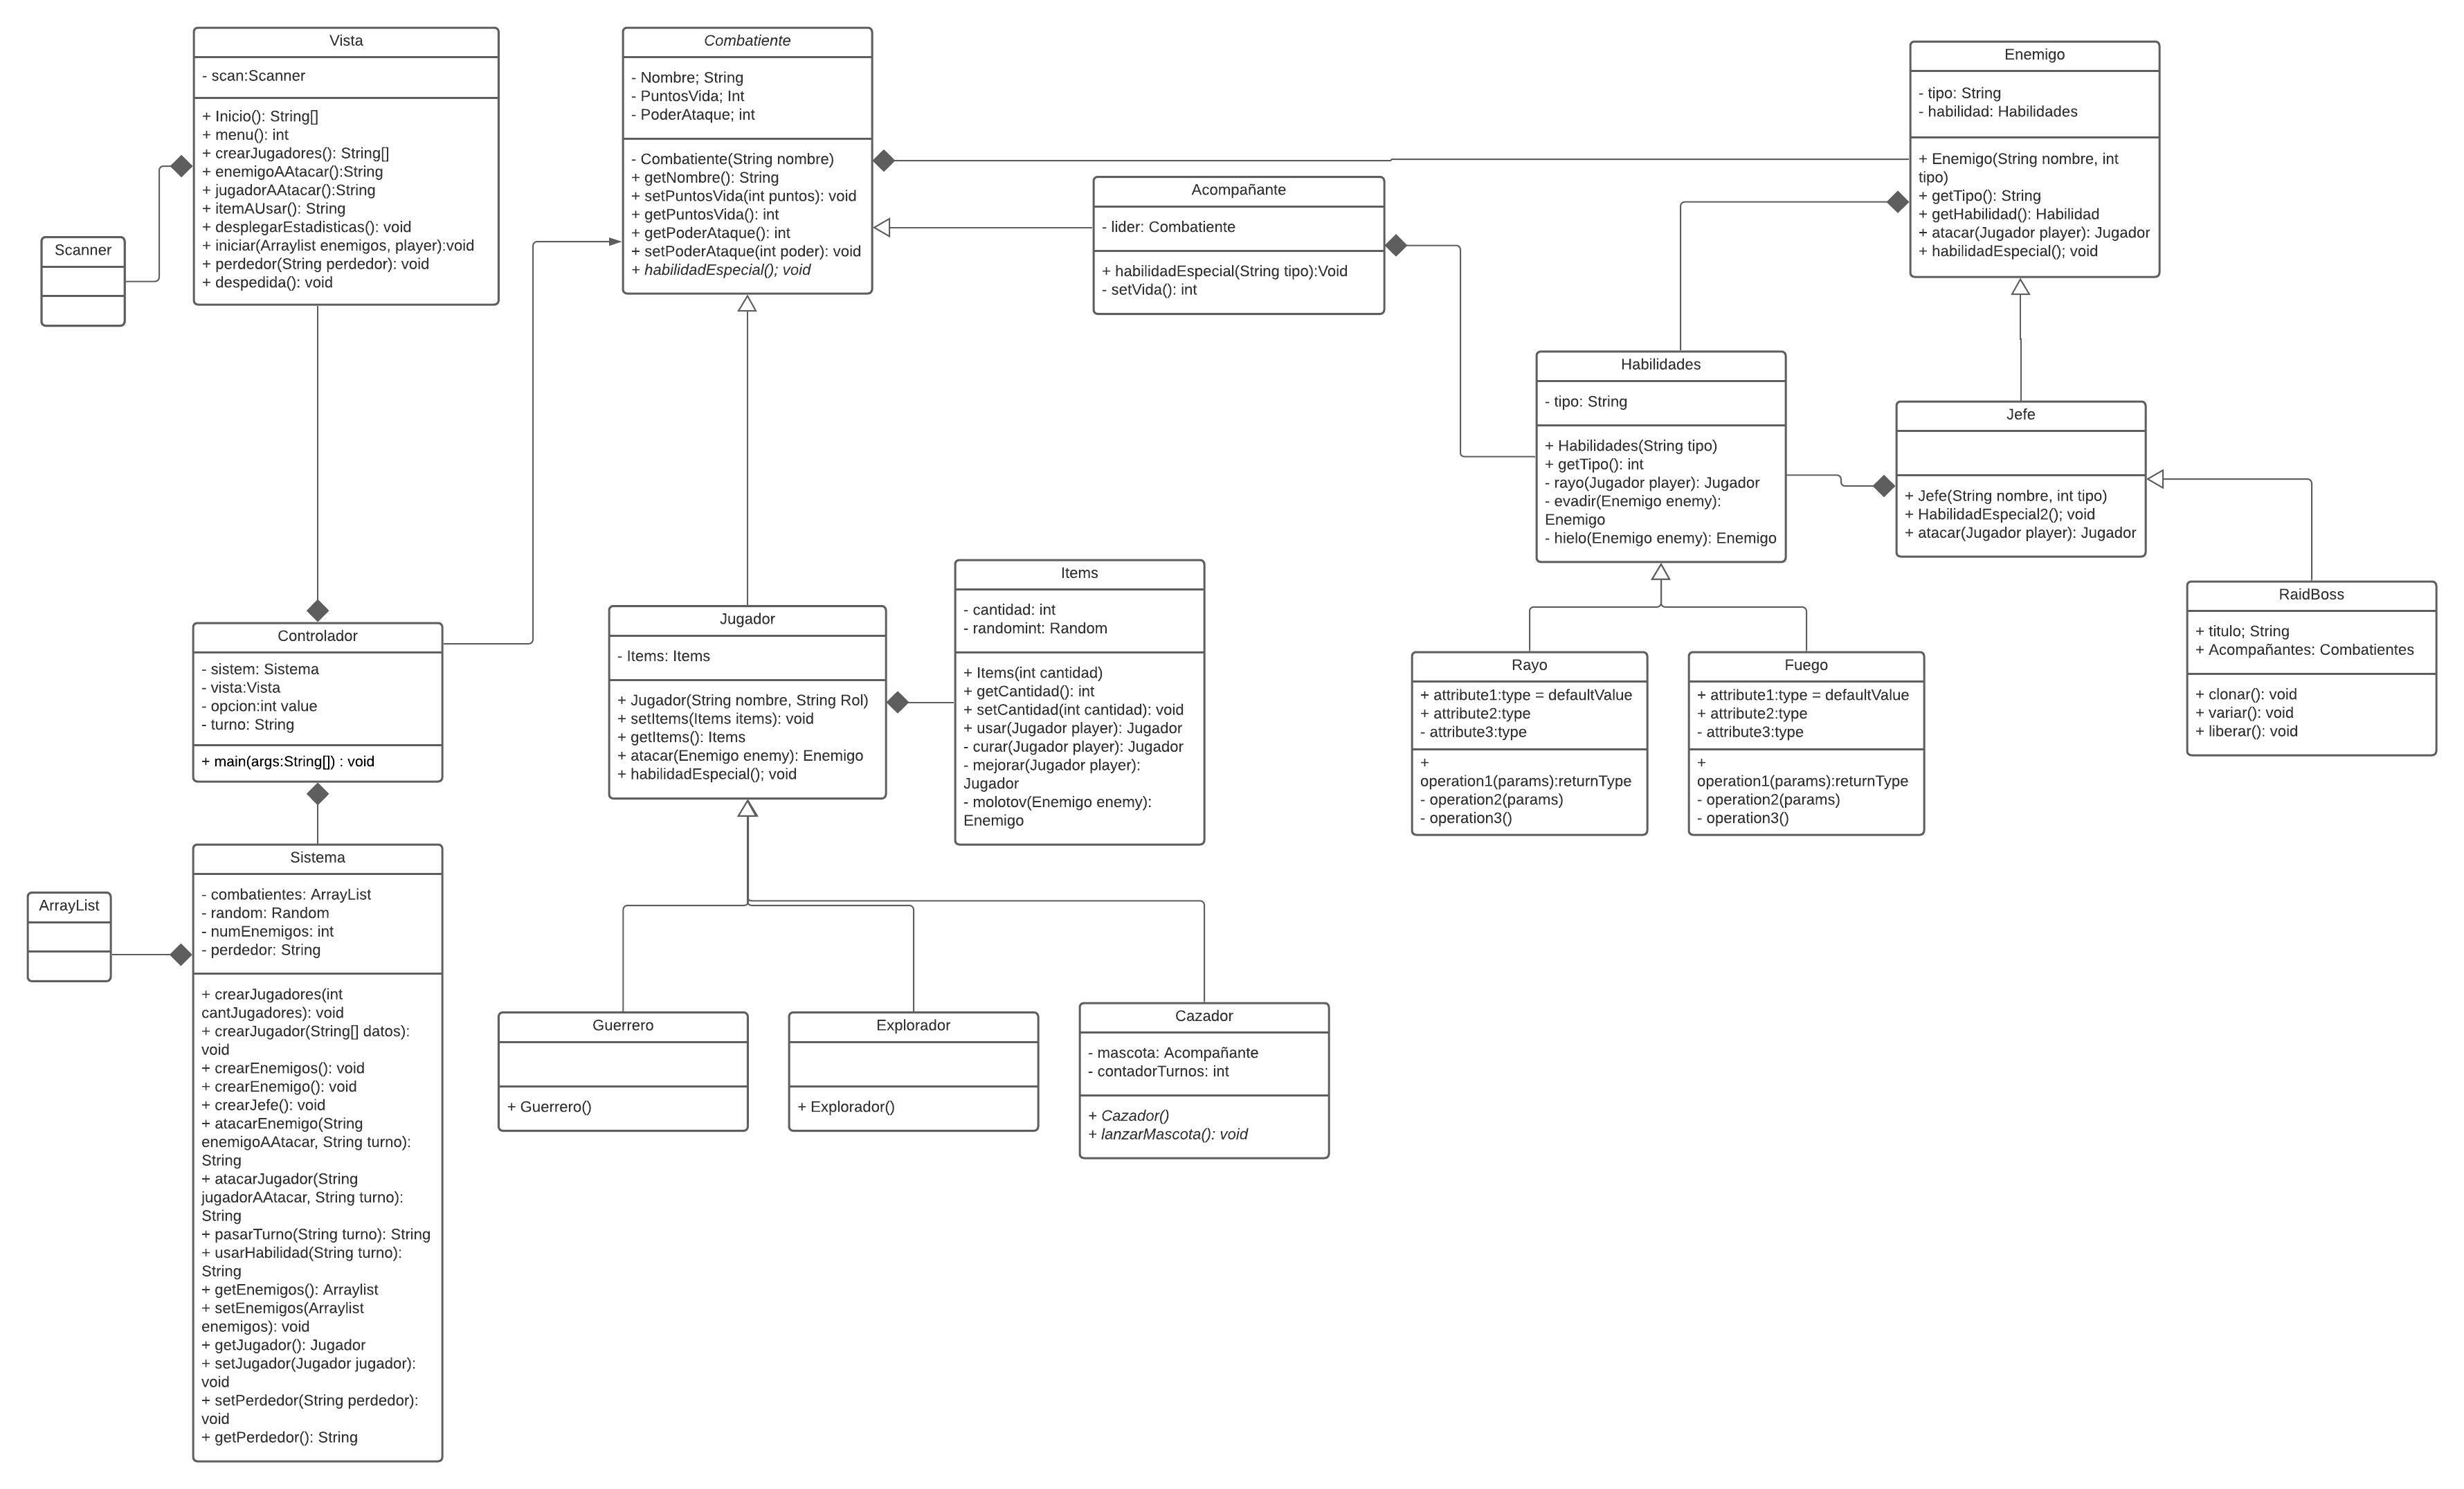 Vista
- scan:Scanner
+ Inicio(): String[]
+ menu(): int
+ crearJugadores(): String[]
+ enemigoAAtacar():String
+ jugadorAAtacar():String
+ itemAUsar(): String
+ desplegarEstadisticas(): void
+ iniciar(Arraylist enemigos, player):void
+ perdedor(String perdedor): void
+ despedida(): void
Scanner
Combatiente
- Nombre; String
- PuntosVida; Int
- PoderAtaque; int
- Combatiente(String nombre)
+ getNombre(): String
+ setPuntosVida(int puntos): void
+ getPuntosVida(): int
+ getPoderAtaque(): int
+ setPoderAtaque(int poder): void
+ habilidadEspecial(); void
Acompañante
- lider: Combatiente
+ habilidadEspecial(String tipo):Void
- setVida(): int
Enemigo
- tipo: String
- habilidad: Habilidades
+ Enemigo(String nombre, int
tipo)
+ getTipo(): String
+ getHabilidad(): Habilidad
+ atacar(Jugador player): Jugador
+ habilidadEspecial(); void
Habilidades
- tipo: String
+ Habilidades(String tipo)
+ getTipo(): int
- rayo(Jugador player): Jugador
- evadir(Enemigo enemy):
Enemigo
- hielo(Enemigo enemy): Enemigo
Jefe
+ Jefe(String nombre, int tipo)
+ HabilidadEspecial2(); void
+ atacar(Jugador player): Jugador
RaidBoss
+ titulo; String
+ Acompañantes: Combatientes
+ clonar(): void
+ variar(): void
+ liberar(): void
Rayo
+ attribute1:type = defaultValue
+ attribute2:type
- attribute3:type
+
operation1(params):returnType
- operation2(params)
- operation3()
Fuego
+ attribute1:type = defaultValue
+ attribute2:type
- attribute3:type
+
operation1(params):returnType
- operation2(params)
- operation3()
Controlador
- sistem: Sistema
- vista:Vista
- opcion:int value
- turno: String
+ main(args:String[]) : void
Jugador
- Items: Items
+ Jugador(String nombre, String Rol)
+ setItems(Items items): void
+ getItems(): Items
+ atacar(Enemigo enemy): Enemigo
+ habilidadEspecial(); void
Items
- cantidad: int
- randomint: Random
+ Items(int cantidad)
+ getCantidad(): int
+ setCantidad(int cantidad): void
+ usar(Jugador player): Jugador
- curar(Jugador player): Jugador
- mejorar(Jugador player):
Jugador
- molotov(Enemigo enemy):
Enemigo
ArrayList
Sistema
- combatientes: ArrayList
- random: Random
- numEnemigos: int
- perdedor: String
+ crearJugadores(int
cantJugadores): void
+ crearJugador(String[] datos):
void
+ crearEnemigos(): void
+ crearEnemigo(): void
+ crearJefe(): void
+ atacarEnemigo(String
enemigoAAtacar, String turno):
String
+ atacarJugador(String
jugadorAAtacar, String turno):
String
+ pasarTurno(String turno): String
+ usarHabilidad(String turno):
String
+ getEnemigos(): Arraylist
+ setEnemigos(Arraylist
enemigos): void
+ getJugador(): Jugador
+ setJugador(Jugador jugador):
void
+ setPerdedor(String perdedor):
void
+ getPerdedor(): String
Guerrero
+ Guerrero()
Explorador
+ Explorador()
Cazador
- mascota: Acompañante
- contadorTurnos: int
+ Cazador()
+ lanzarMascota(): void